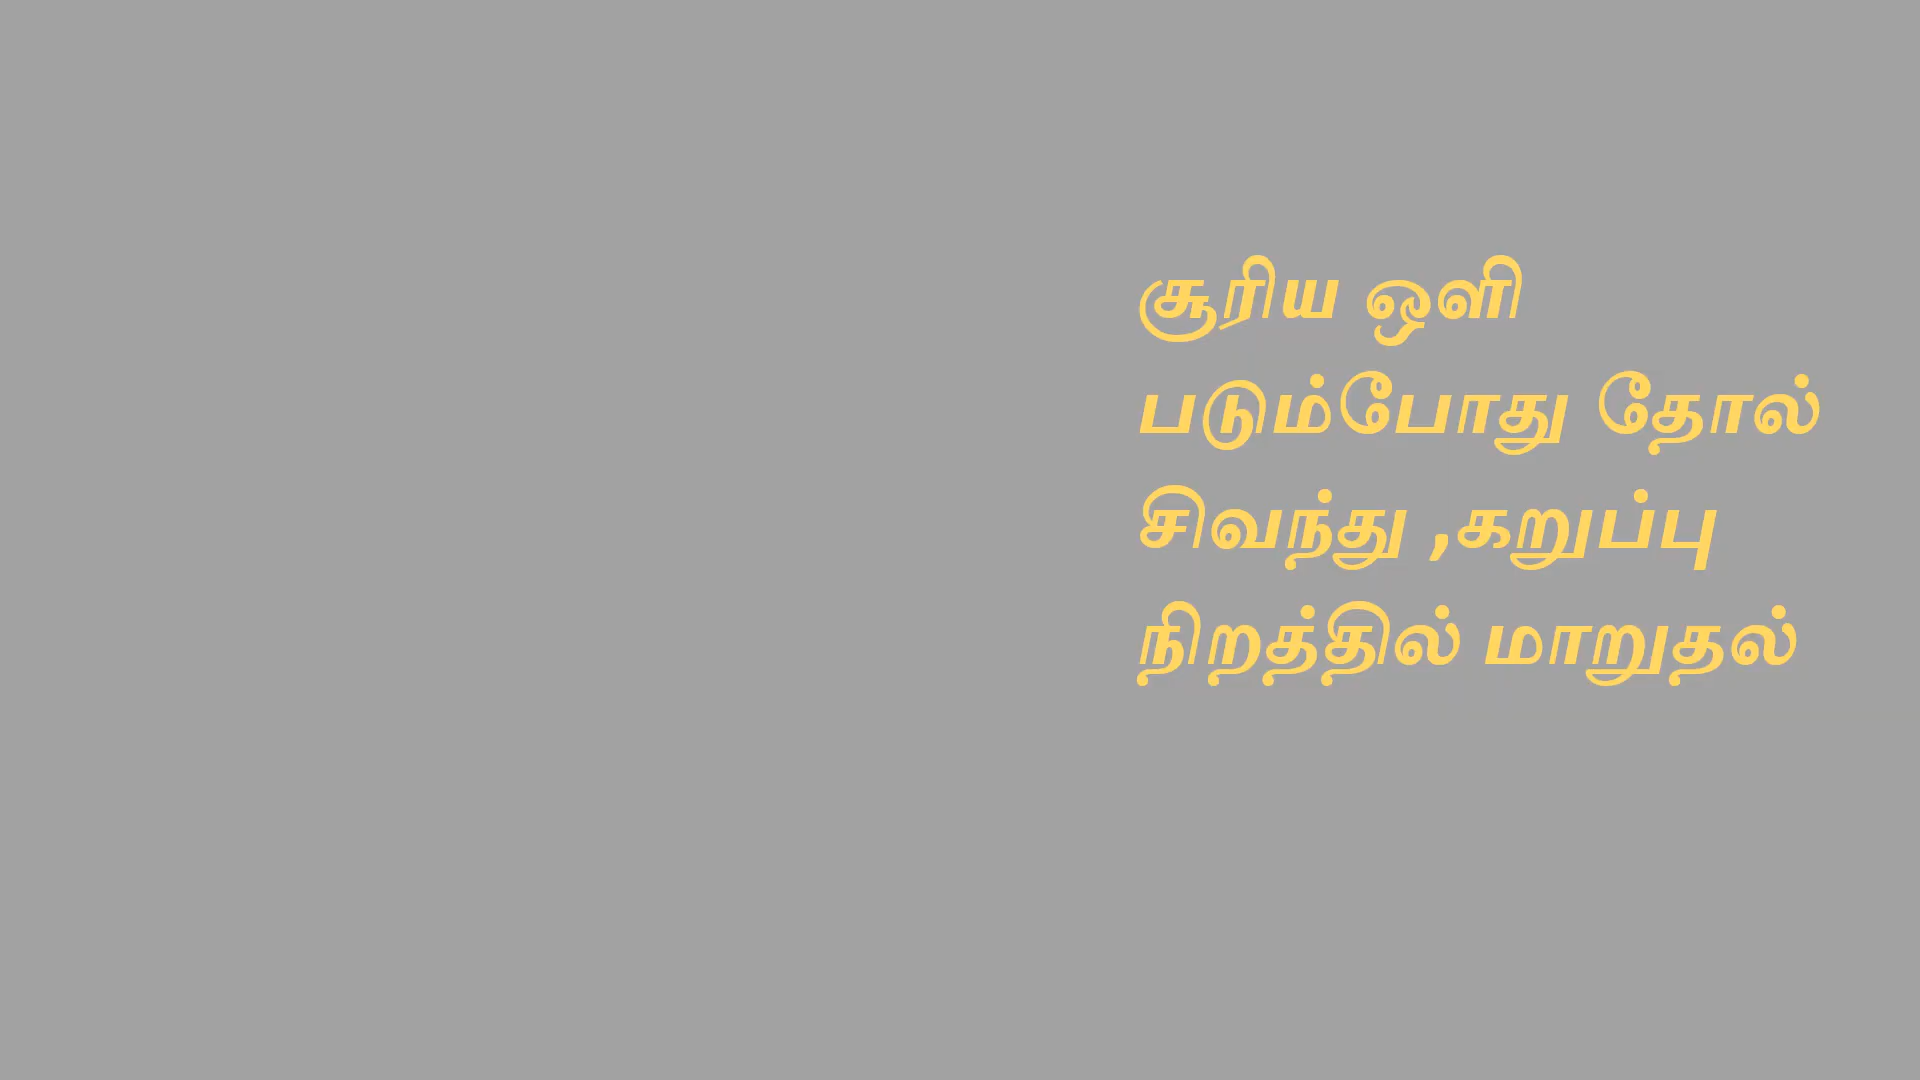 சூரிய ஒளி
படும்போது தோல்
சிவந்து ,கறுப்பு
நிறத்தில் மாறுதல்